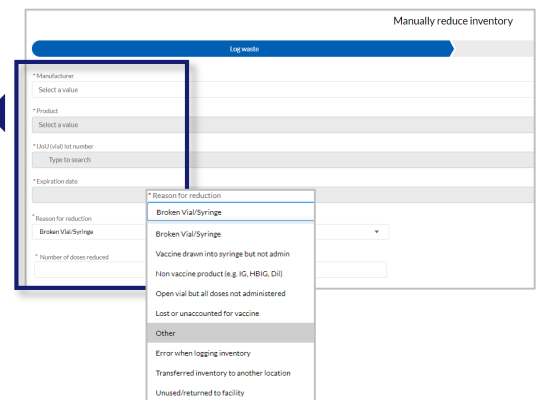 Manually reduce inventory
Log waste
* Manufacturer
Select a value
* Product
Select a value
* UoU (vial) lot number
Type to search
* Expiration date
* Reason for reduction
Broken Vial/Syringe
* Number of doses reduced
* Reason for reduction
Broken Vial/Syringe
Broken Vial/Syringe
Vaccine drawn into syringe but not admin
Non vaccine product (e.g. IG, HBIG, Dil)
Open vial but all doses not administered
Lost or unaccounted for vaccine
Other
Error when logging inventory
Transferred inventory to another location
Unused/returned to facility